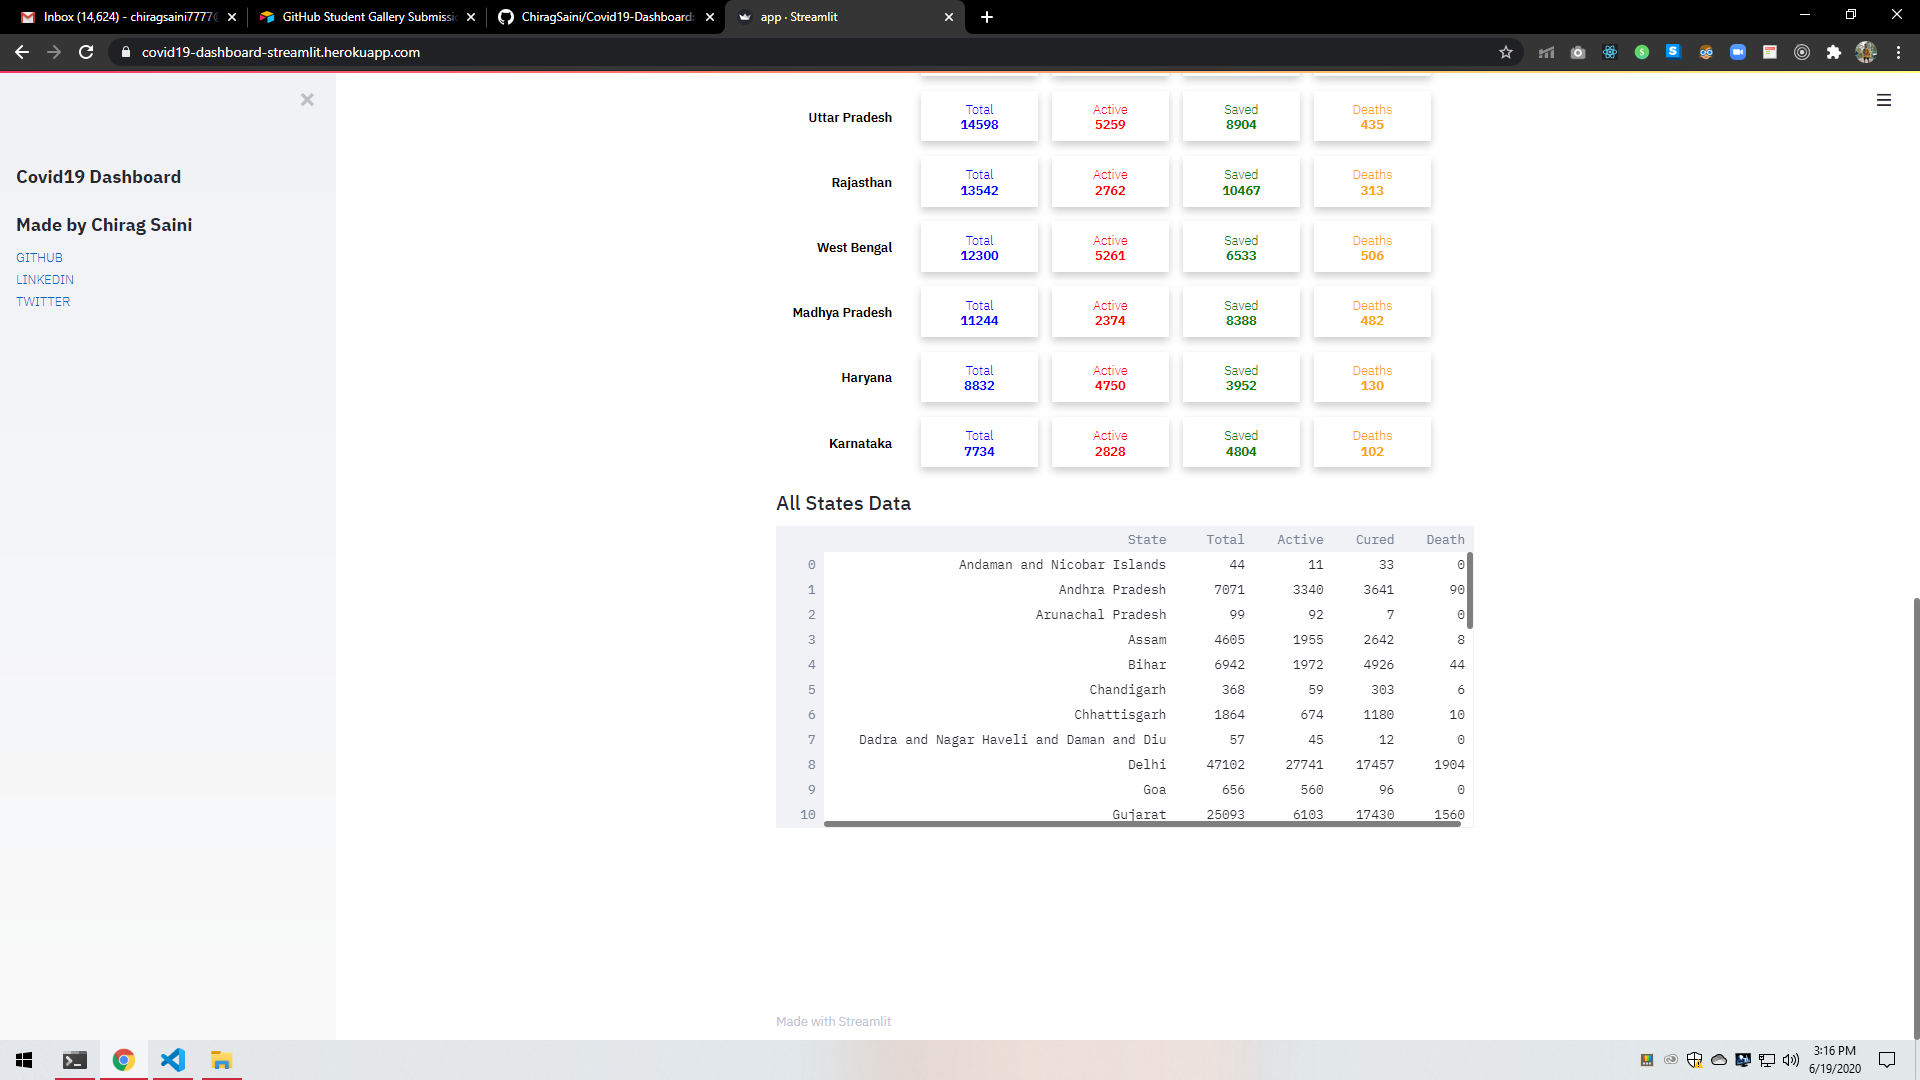 Inbox (14,624) - chiragsaini7777@
GitHub Student Gallery Submissi
ChiragSaini/Covid19-Dashboard
app · Streamlit
covid19-dashboard-streamlit.herokuapp.com
Covid19 Dashboard
Made by Chirag Saini
GITHUB
LINKEDIN
TWITTER
Uttar Pradesh Total 14598 Active 5259 Saved 8904 Deaths 435
Rajasthan Total 13542 Active 2762 Saved 10467 Deaths 313
West Bengal Total 12300 Active 5261 Saved 6533 Deaths 506
Madhya Pradesh Total 11244 Active 2374 Saved 8388 Deaths 482
Haryana Total 8832 Active 4750 Saved 3952 Deaths 130
Karnataka Total 7734 Active 2828 Saved 4804 Deaths 102
All States Data
State Total Active Cured Death
0 Andaman and Nicobar Islands 44 11 33 0
1 Andhra Pradesh 7071 3340 3641 90
2 Arunachal Pradesh 99 92 7 0
3 Assam 4605 1955 2642 8
4 Bihar 6942 1972 4926 44
5 Chandigarh 368 59 303 6
6 Chhattisgarh 1864 674 1180 10
7 Dadra and Nagar Haveli and Daman and Diu 57 45 12 0
8 Delhi 47102 27741 17457 1904
9 Goa 656 560 96 0
10 Gujarat 25093 6103 17430 1560
Made with Streamlit
3:16 PM
6/19/2020